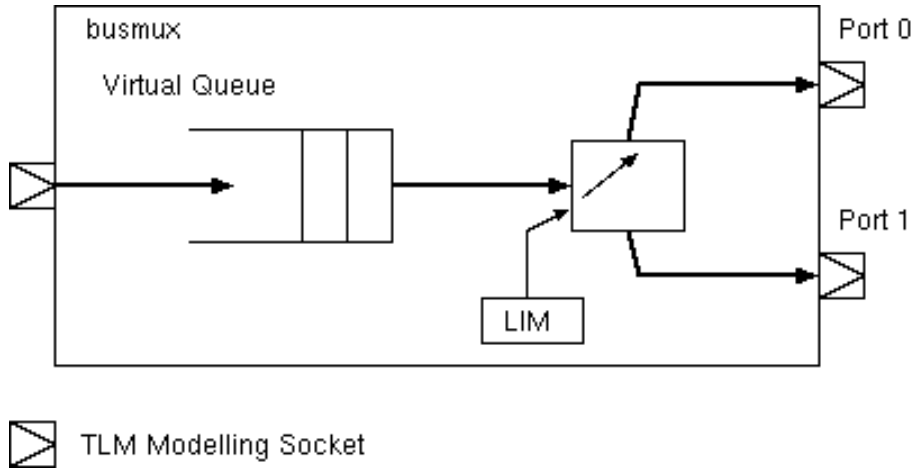 busmux
Port 0
Virtual Queue
Port 1
LIM
TLM Modelling Socket